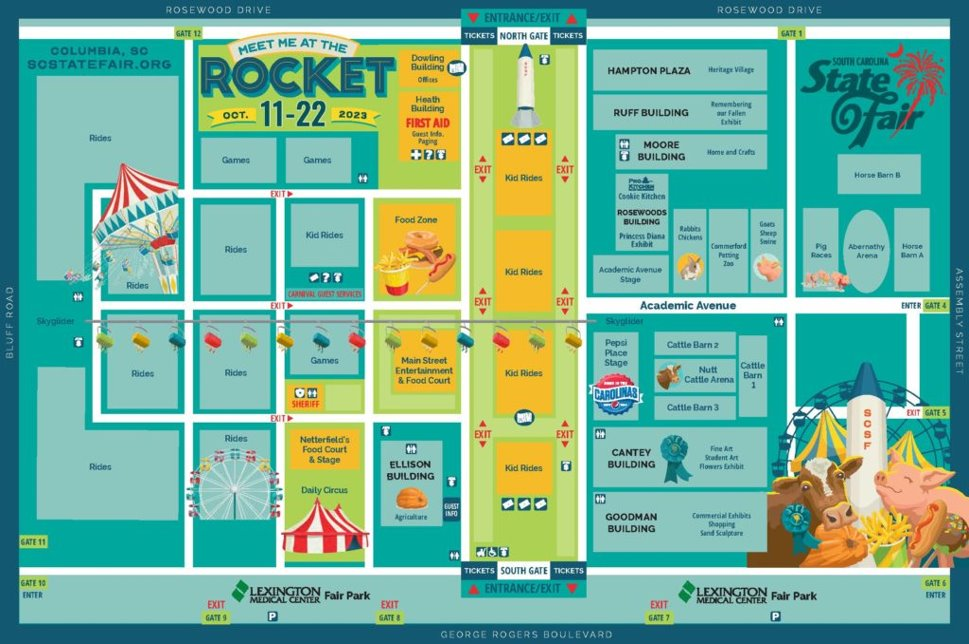 ROSEWOOD DRIVE
ENTRANCE/EXIT
ROSEWOOD DRIVE
GATE 12
TICKETS
NORTH GATE
TICKETS
GATE 1
COLUMBIA, SC
SCSTATEFAIR.ORG
MEET ME AT THE
ROCKET
OCT. 11-22 2023
Dowling
Building
Offices
Heath
Building
FIRST AID
Guest Info,
Paging
HAMPTON PLAZA
Heritage Village
RUFF BUILDING
Remembering
our Fallen
Exhibit
MOORE
BUILDING
Home and Crafts
SOUTH CAROLINA
State
Fair
Rides
Games
Games
EXIT
EXIT
Kid Rides
EXIT
Cookie Kitchen
ROSEWOODS
BUILDING
Princess Diana
Exhibit
Rabbits
Chickens
Commerford
Petting
Zoo
Goats
Sheep
Swine
Academic Avenue
Stage
Horse Barn B
Pig
Races
Abernathy
Arena
Horse
Barn A
Rides
Rides
Kid Rides
CARNIVAL GUEST SERVICES
Food Zone
Kid Rides
EXIT
EXIT
EXIT
Academic Avenue
ENTER
GATE 4
BLUFF ROAD
ASSEMBLY STREET
Skyglider
Skyglider
Rides
Rides
Games
SHERIFF
Main Street
Entertainment
& Food Court
Kid Rides
Pepsi
Place
Stage
CAROLINAS
Cattle Barn 2
Nutt
Cattle Arena
Cattle Barn 3
Cattle
Barn
1
EXIT
GATE 5
SCSF
EXIT
EXIT
EXIT
Rides
Rides
Netterfield's
Food Court
& Stage
Daily Circus
ELLISON
BUILDING
Agriculture
GUEST
INFO
Kid Rides
CANTEY
BUILDING
Fine Art
Student Art
Flowers Exhibit
GOODMAN
BUILDING
Commercial Exhibits
Shopping
Sand Sculpture
GATE 11
TICKETS
SOUTH GATE
TICKETS
GATE 10
ENTER
ENTRANCE/EXIT
GATE 6
ENTER
LEXINGTON
MEDICAL CENTER
Fair Park
LEXINGTON
MEDICAL CENTER
Fair Park
EXIT
GATE 9
P
EXIT
GATE 8
EXIT
GATE 7
P
GEORGE ROGERS BOULEVARD